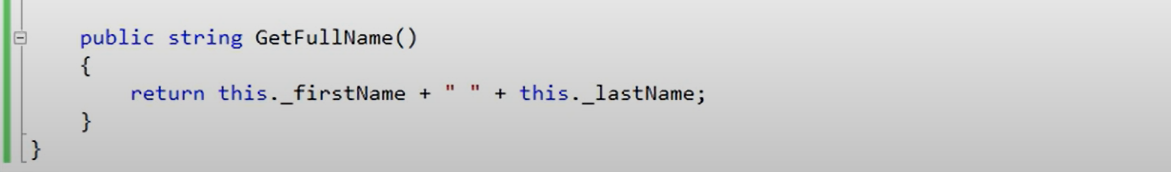 public string GetFullName()
{
return this._firstName + " " + this._lastName;
}
}